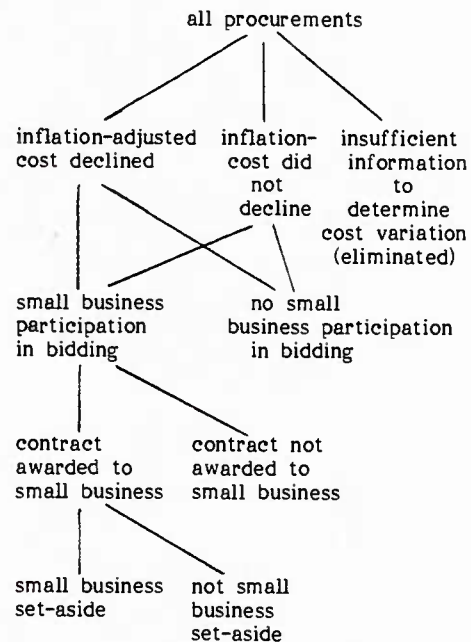 all procurements
inflation-adjusted
cost declined
inflation-
cost did
not
decline
insufficient
information
to
determine
cost variation
(eliminated)
small business
participation
in bidding
no small
business participation
in bidding
contract
awarded to
small business
contract not
awarded to
small business
small business
set-aside
not small
business
set-aside